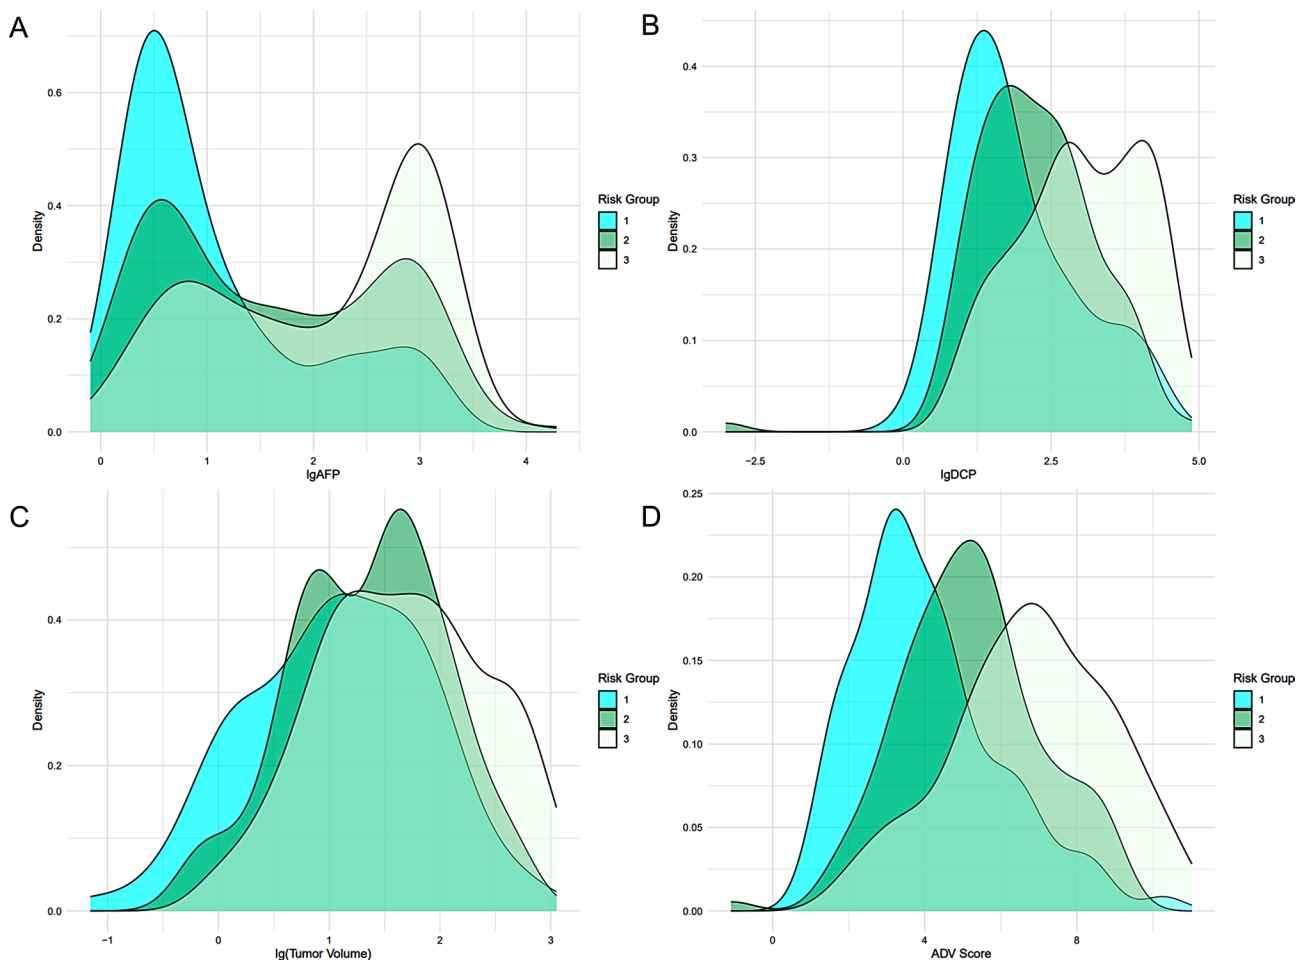 A
Density
0.6
0.4
0.2
0.0
0
1
2
3
4
lgAFP
Risk Group
1
2
3
B
Density
0.4
0.3
0.2
0.1
0.0
−2.5
0.0
2.5
5.0
lgDCP
Risk Group
1
2
3
C
Density
0.4
0.2
0.0
−1
0
1
2
3
lg(Tumor Volume)
Risk Group
1
2
3
D
Density
0.25
0.20
0.15
0.10
0.05
0.00
0
4
8
ADV Score
Risk Group
1
2
3